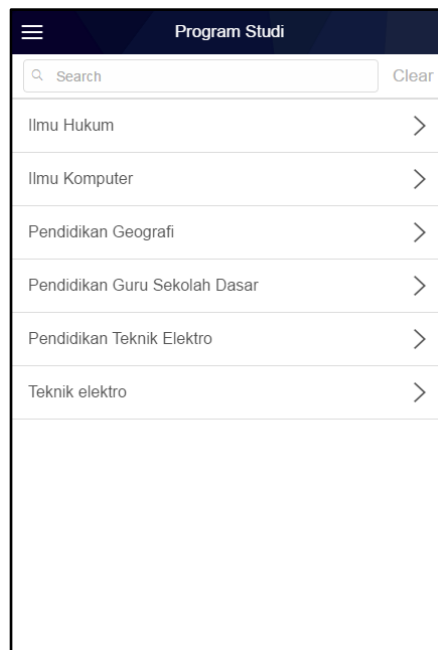 Program Studi
Search Clear
Ilmu Hukum
Ilmu Komputer
Pendidikan Geografi
Pendidikan Guru Sekolah Dasar
Pendidikan Teknik Elektro
Teknik elektro